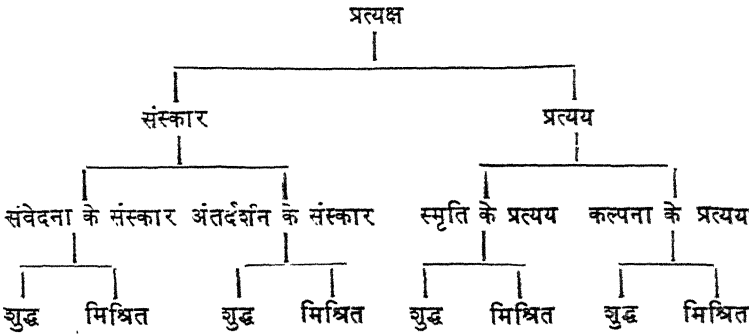 प्रत्यक्ष
संस्कार प्रत्यय
संवेदना के संस्कार अंतर्दर्शन के संस्कार स्मृति के प्रत्यय कल्पना के प्रत्यय
शुद्ध मिश्रित शुद्ध मिश्रित शुद्ध मिश्रित शुद्ध मिश्रित